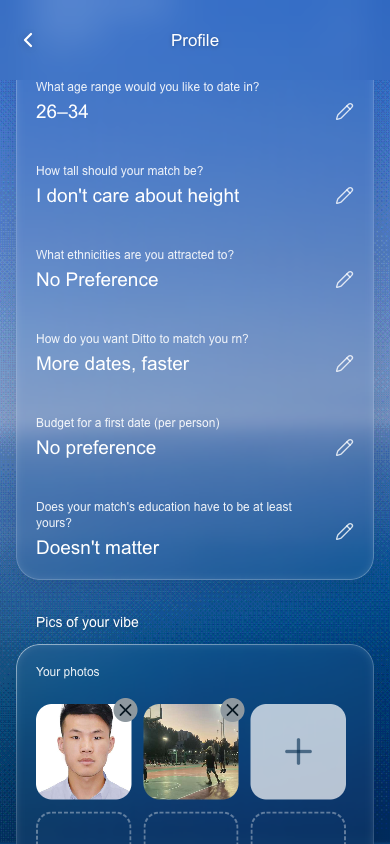 Profile
What age range would you like to date in?
26–34
How tall should your match be?
I don't care about height
What ethnicities are you attracted to?
No Preference
How do you want Ditto to match you rn?
More dates, faster
Budget for a first date (per person)
No preference
Does your match's education have to be at least
yours?
Doesn't matter
Pics of your vibe
Your photos